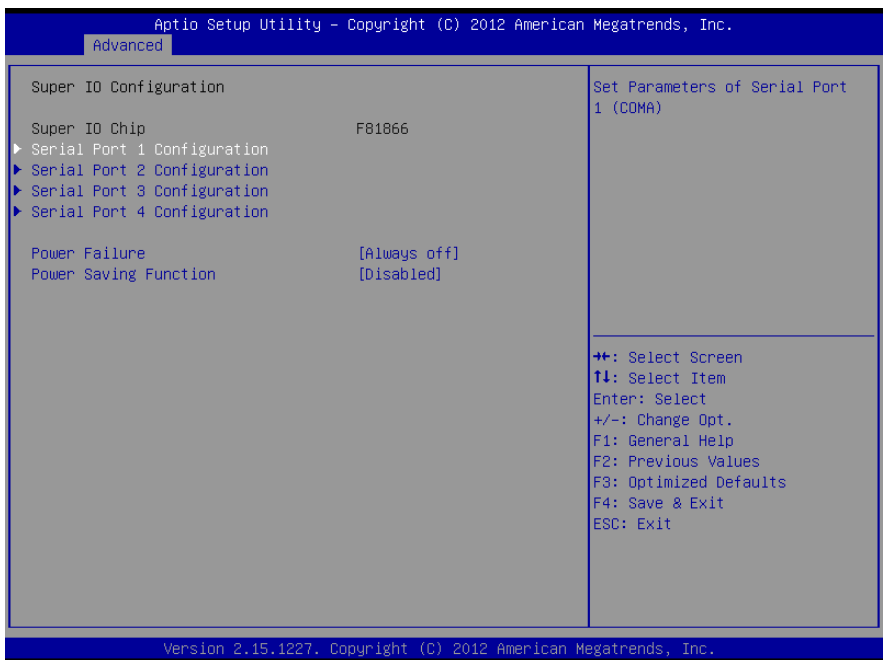 Aptio Setup Utility – Copyright (C) 2012 American Megatrends, Inc.
Advanced
Super IO Configuration
Super IO Chip F81866
Serial Port 1 Configuration
Serial Port 2 Configuration
Serial Port 3 Configuration
Serial Port 4 Configuration
Power Failure [Always off]
Power Saving Function [Disabled]
Set Parameters of Serial Port
1 (COMA)
→←: Select Screen
↑↓: Select Item
Enter: Select
+/-: Change Opt.
F1: General Help
F2: Previous Values
F3: Optimized Defaults
F4: Save & Exit
ESC: Exit
Version 2.15.1227. Copyright (C) 2012 American Megatrends, Inc.